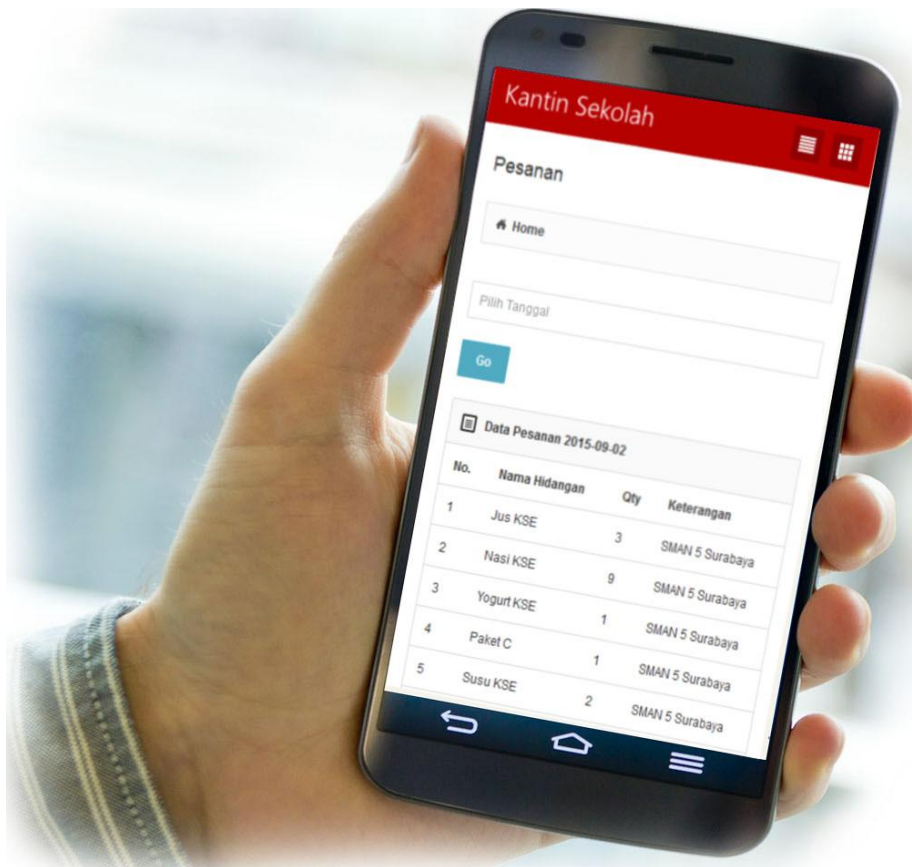 Kantin Sekolah
Pesanan
Home
Pilih Tanggal
Go
Data Pesanan 2015-09-02
No. Nama Hidangan Qty Keterangan
1 Jus KSE 3 SMAN 5 Surabaya
2 Nasi KSE 9 SMAN 5 Surabaya
3 Yogurt KSE 1 SMAN 5 Surabaya
4 Paket C 1 SMAN 5 Surabaya
5 Susu KSE 2 SMAN 5 Surabaya